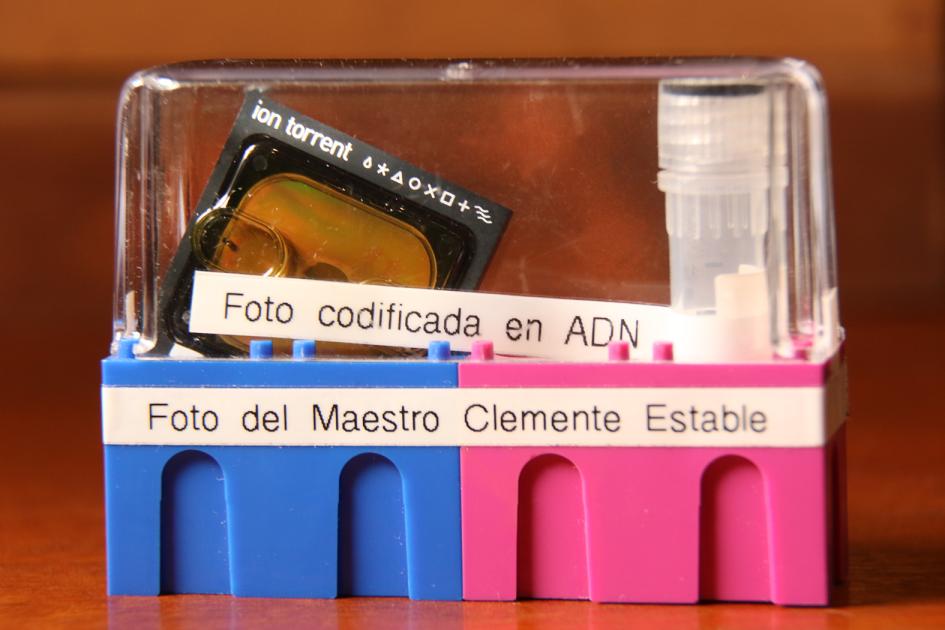 ion torrent
Foto codificada en ADN
Foto del Maestro Clemente Estable